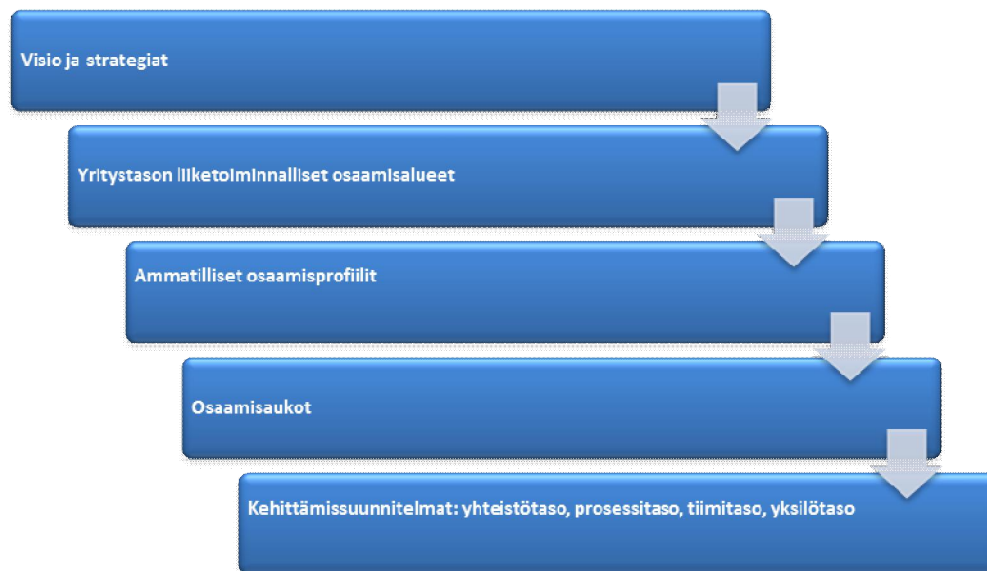 Visio ja strategiat
Yritystason liiketoiminnalliset osaamisalueet
Ammatilliset osaamisprofiilit
Osaamisaukot
Kehittämissuunnitelmat: yhteistötaso, prosessitaso, tiimitaso, yksilötaso